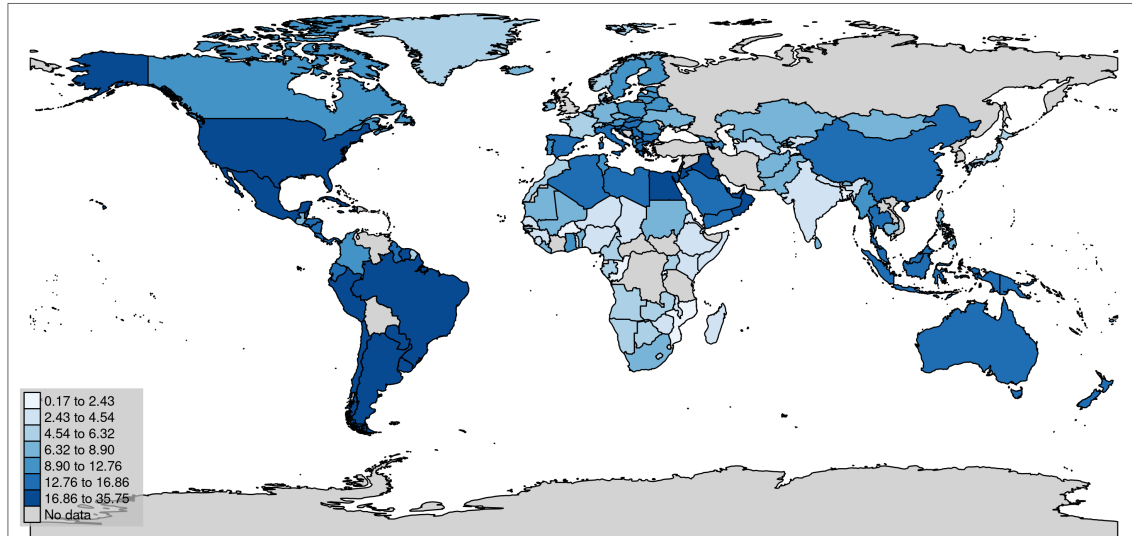 0.17 to 2.43
2.43 to 4.54
4.54 to 6.32
6.32 to 8.90
8.90 to 12.76
12.76 to 16.86
16.86 to 35.75
No data